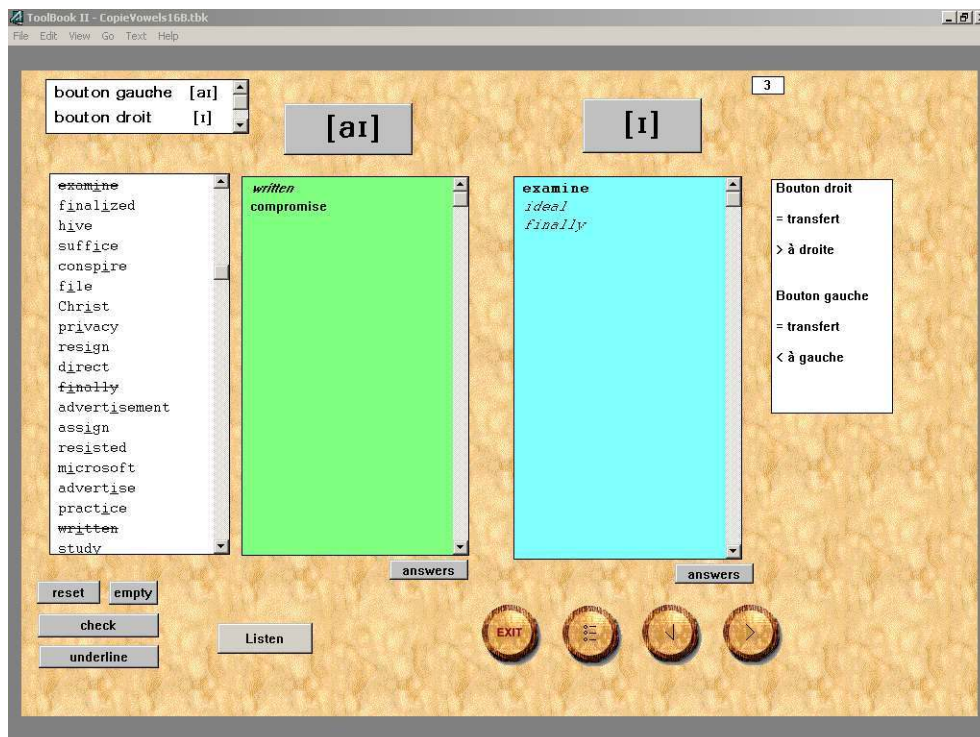 ToolBook II - CopieVowels16B.tbk
File Edit View Go Text Help
bouton gauche [aɪ]
bouton droit [ɪ]
[aɪ]
[ɪ]
3
examine
finalized
hive
suffice
conspire
file
Christ
privacy
resign
direct
finally
advertisement
assign
resisted
microsoft
advertise
practice
written
study
written
compromise
examine
ideal
finally
Bouton droit
= transfert
> à droite
Bouton gauche
= transfert
< à gauche
answers
answers
reset empty
check
underline
Listen
EXIT